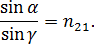 sin α / sin γ = n₂₁.